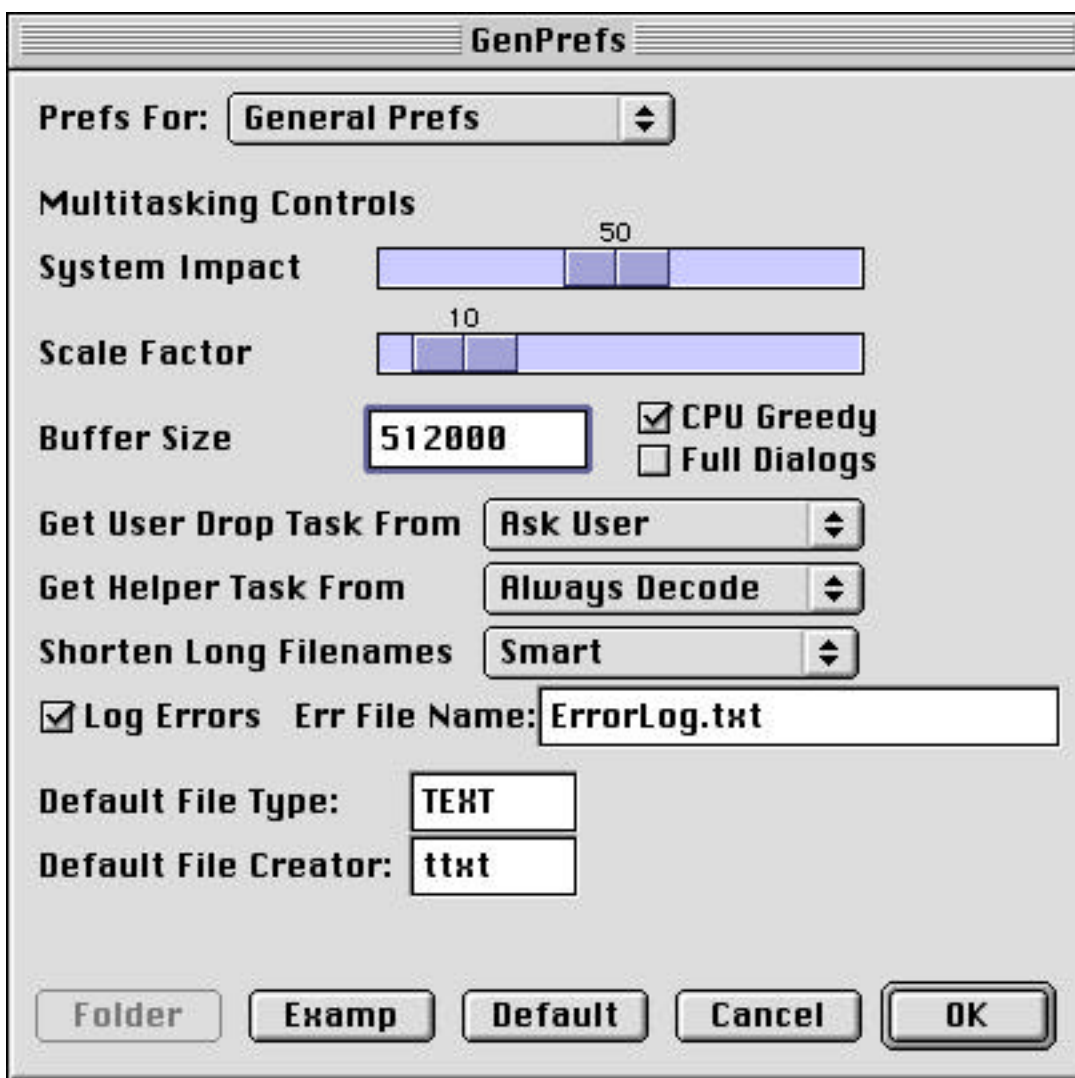 GenPrefs
Prefs For: General Prefs
Multitasking Controls
50
System Impact
10
Scale Factor
Buffer Size 512000 CPU Greedy
Full Dialogs
Get User Drop Task From Ask User
Get Helper Task From Always Decode
Shorten Long Filenames Smart
Log Errors Err File Name: ErrorLog.txt
Default File Type: TEXT
Default File Creator: ttxt
Folder Examp Default Cancel OK